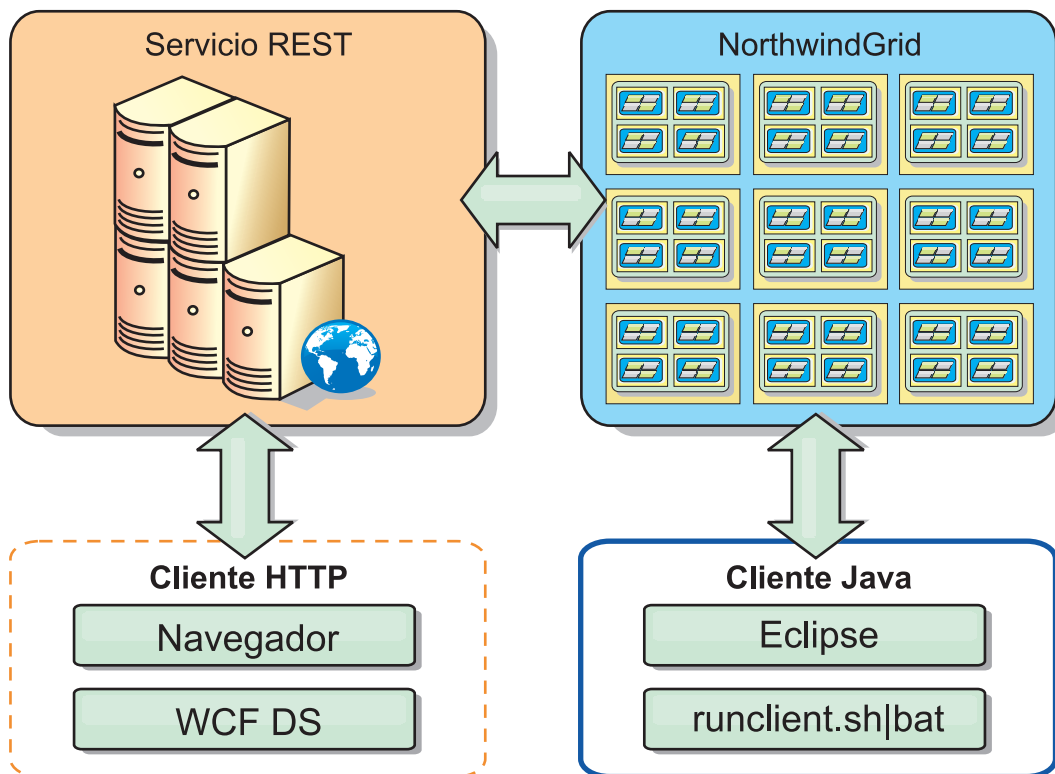 Servicio REST
NorthwindGrid
Cliente HTTP
Navegador
WCF DS
Cliente Java
Eclipse
runclient.sh|bat